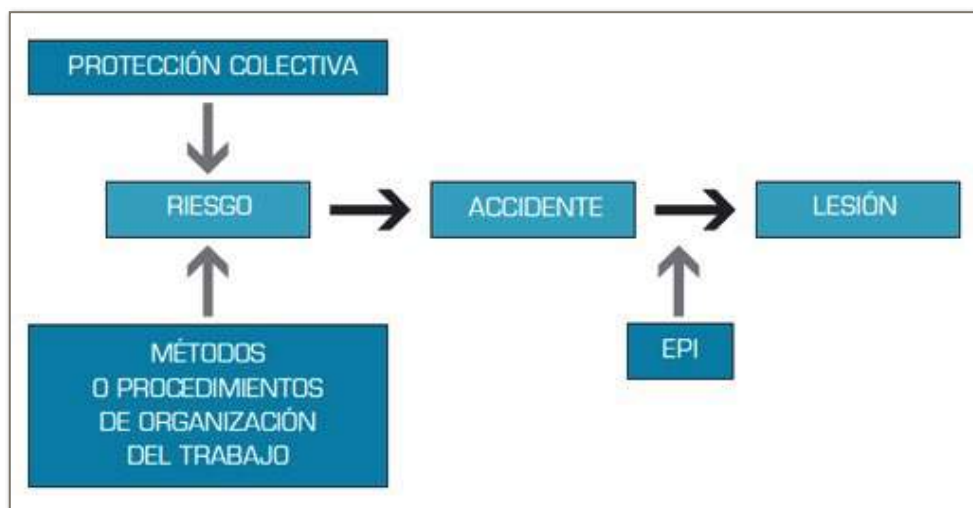 PROTECCIÓN COLECTIVA
RIESGO
ACCIDENTE
LESIÓN
MÉTODOS
O PROCEDIMIENTOS
DE ORGANIZACIÓN
DEL TRABAJO
EPI